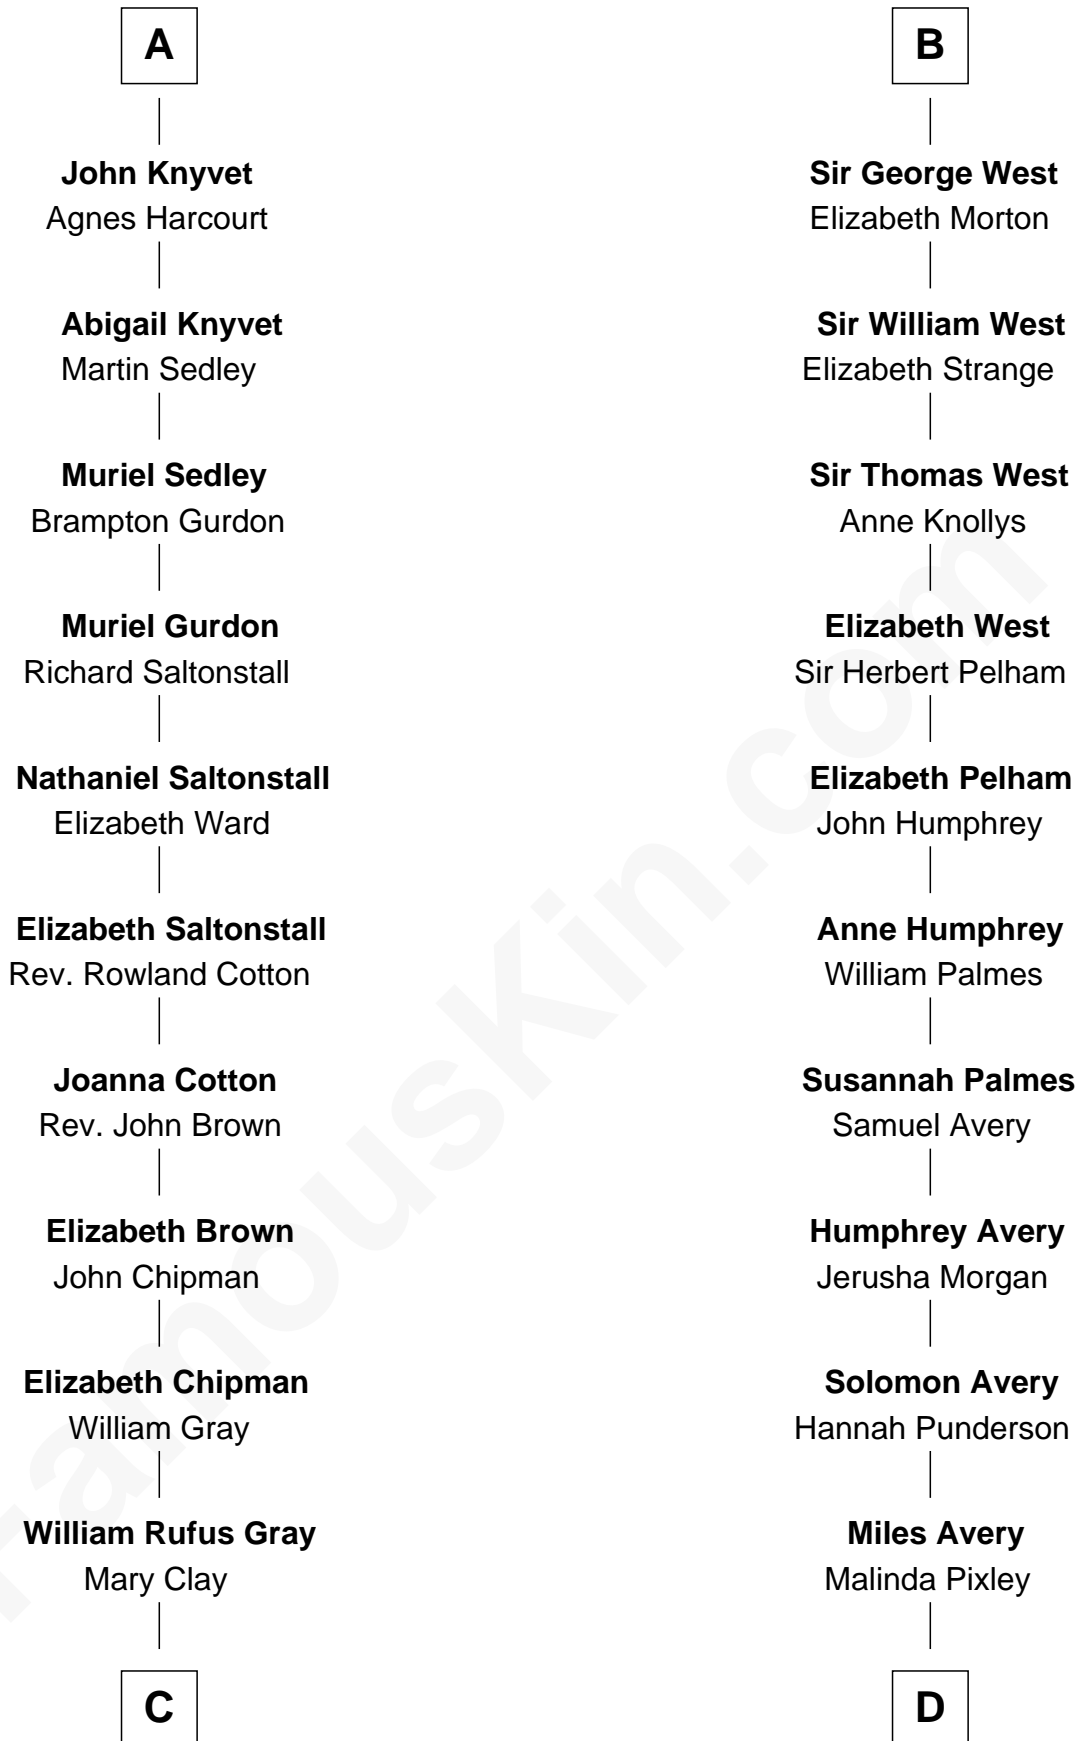 A
John Knyvet
Agnes Harcourt
Abigail Knyvet
Martin Sedley
Muriel Sedley
Brampton Gurdon
Muriel Gurdon
Richard Saltonstall
Nathaniel Saltonstall
Elizabeth Ward
Elizabeth Saltonstall
Rev. Rowland Cotton
Joanna Cotton
Rev. John Brown
Elizabeth Brown
John Chipman
Elizabeth Chipman
William Gray
William Rufus Gray
Mary Clay
C
B
Sir George West
Elizabeth Morton
Sir William West
Elizabeth Strange
Sir Thomas West
Anne Knollys
Elizabeth West
Sir Herbert Pelham
Elizabeth Pelham
John Humphrey
Anne Humphrey
William Palmes
Susannah Palmes
Samuel Avery
Humphrey Avery
Jerusha Morgan
Solomon Avery
Hannah Punderson
Miles Avery
Malinda Pixley
D
FamousKin.com